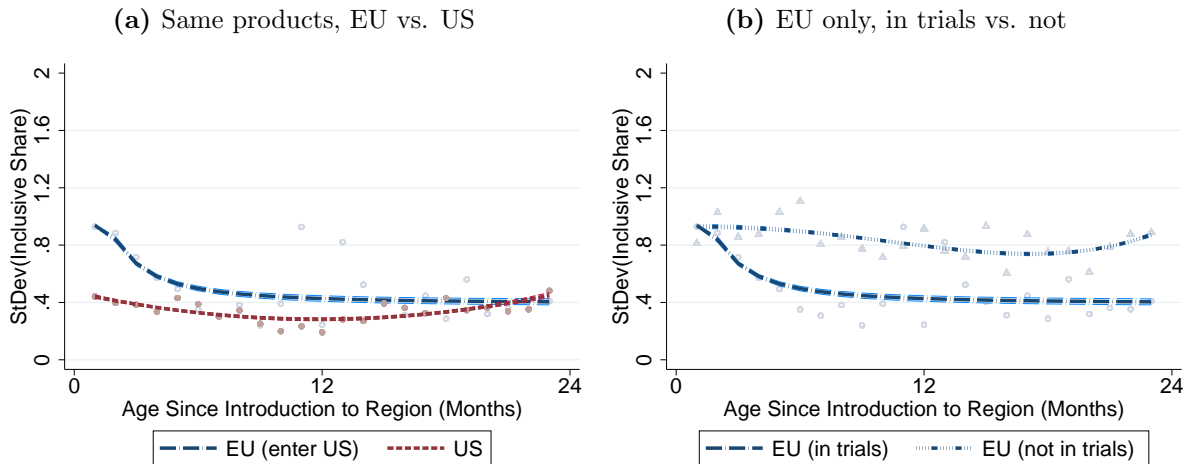 (a) Same products, EU vs. US
StDev(Inclusive Share)
2
1.6
1.2
.8
.4
0
0 12 24
Age Since Introduction to Region (Months)
EU (enter US) US
(b) EU only, in trials vs. not
StDev(Inclusive Share)
2
1.6
1.2
.8
.4
0
0 12 24
Age Since Introduction to Region (Months)
EU (in trials) EU (not in trials)